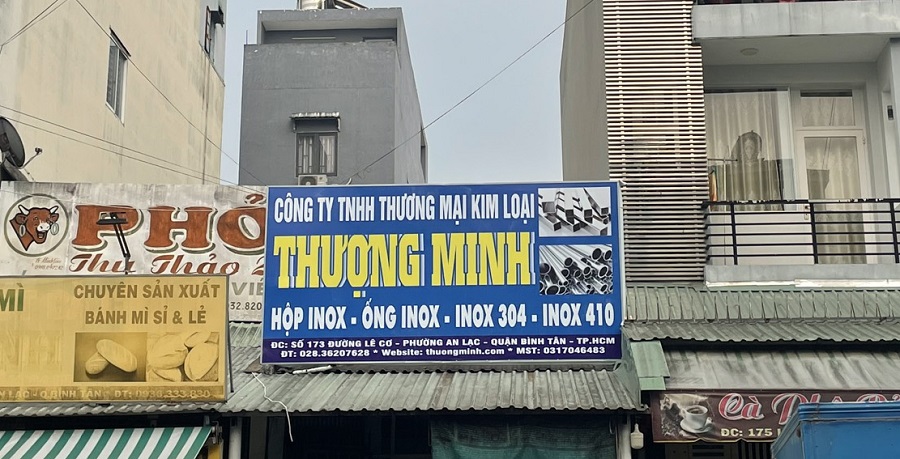 PHỞ
Thu Thảo 2
MÌ
CHUYÊN SẢN XUẤT
BÁNH MÌ SỈ & LẺ
CÔNG TY TNHH THƯƠNG MẠI KIM LOẠI
THƯỢNG MINH
HỘP INOX - ỐNG INOX - INOX 304 - INOX 410
ĐC: SỐ 173 ĐƯỜNG LÊ CƠ - PHƯỜNG AN LẠC - QUẬN BÌNH TÂN - TP.HCM
ĐT: 028.36207628 * Website: thuongminh.com * MST: 0317046483
Cà Phê
ĐC: 175